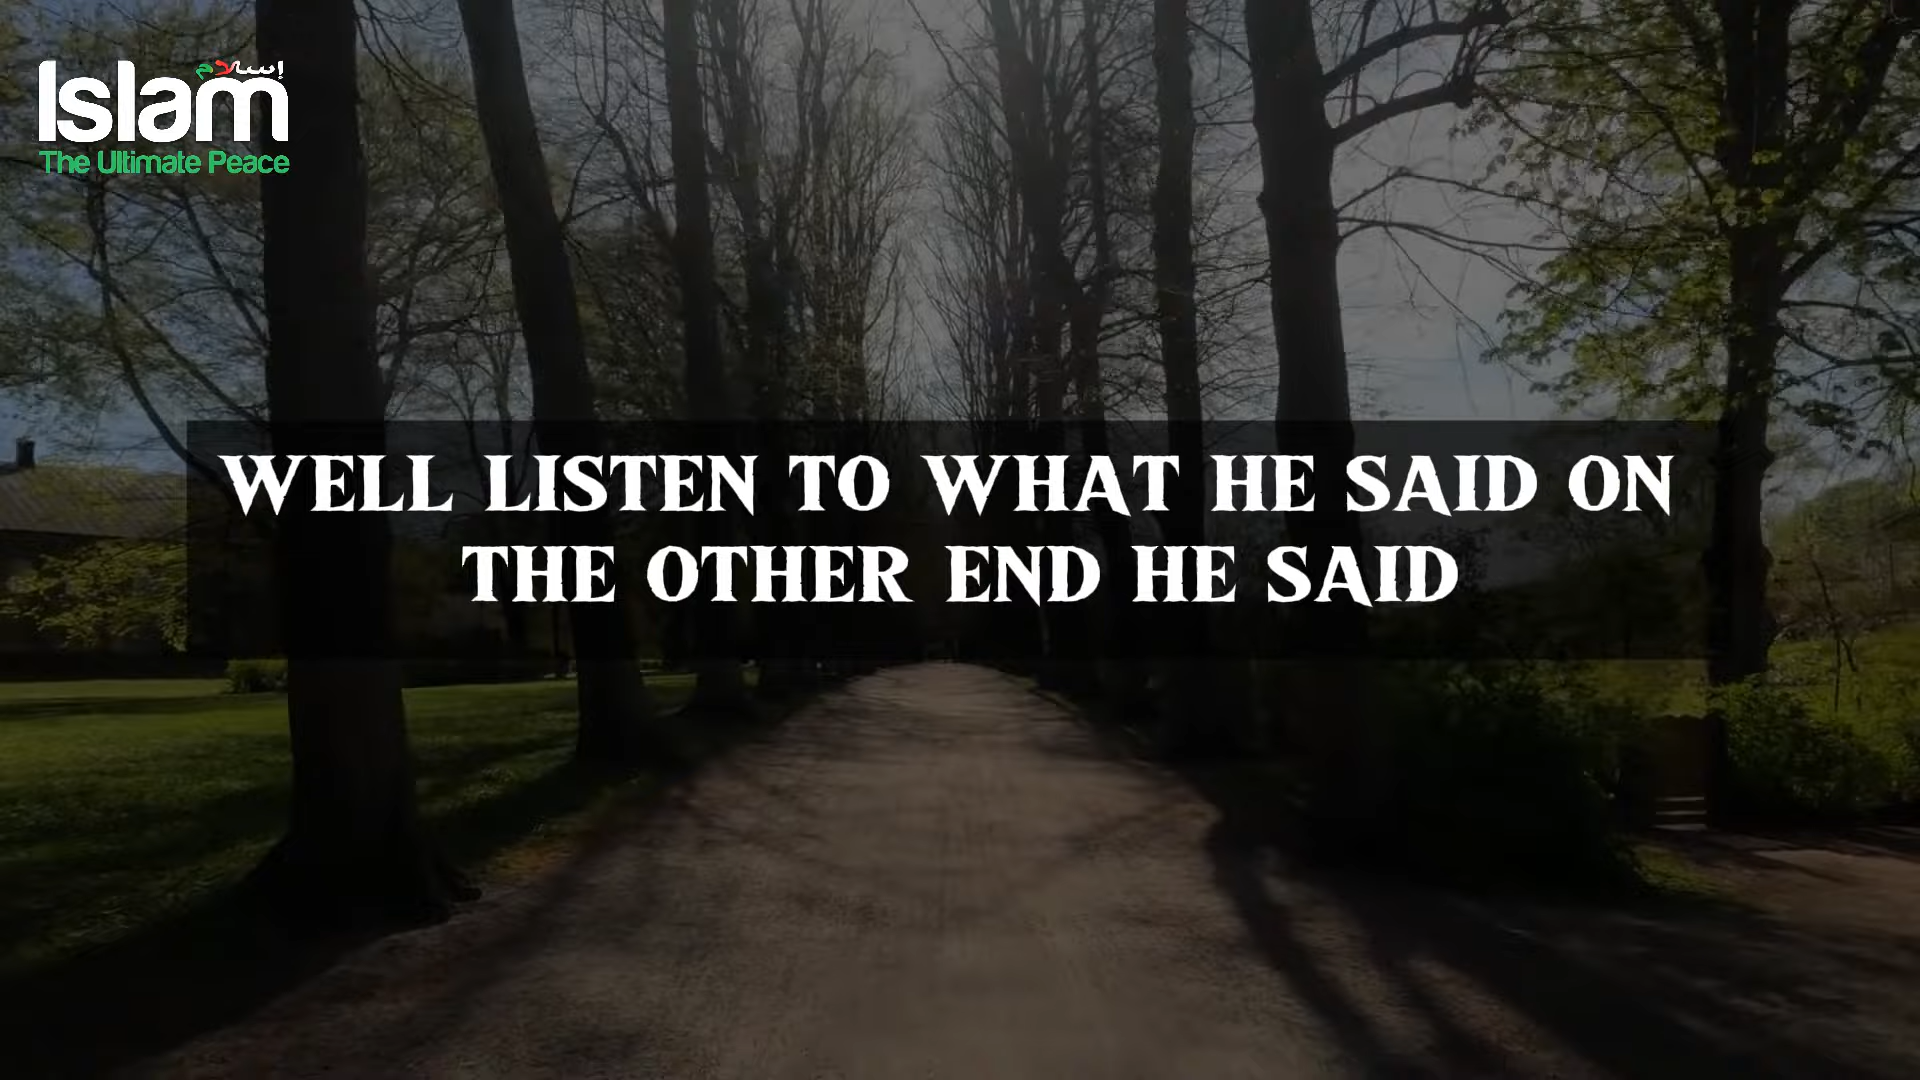 إسلام
Islam
The Ultimate Peace
WELL LISTEN TO WHAT HE SAID ON
THE OTHER END HE SAID